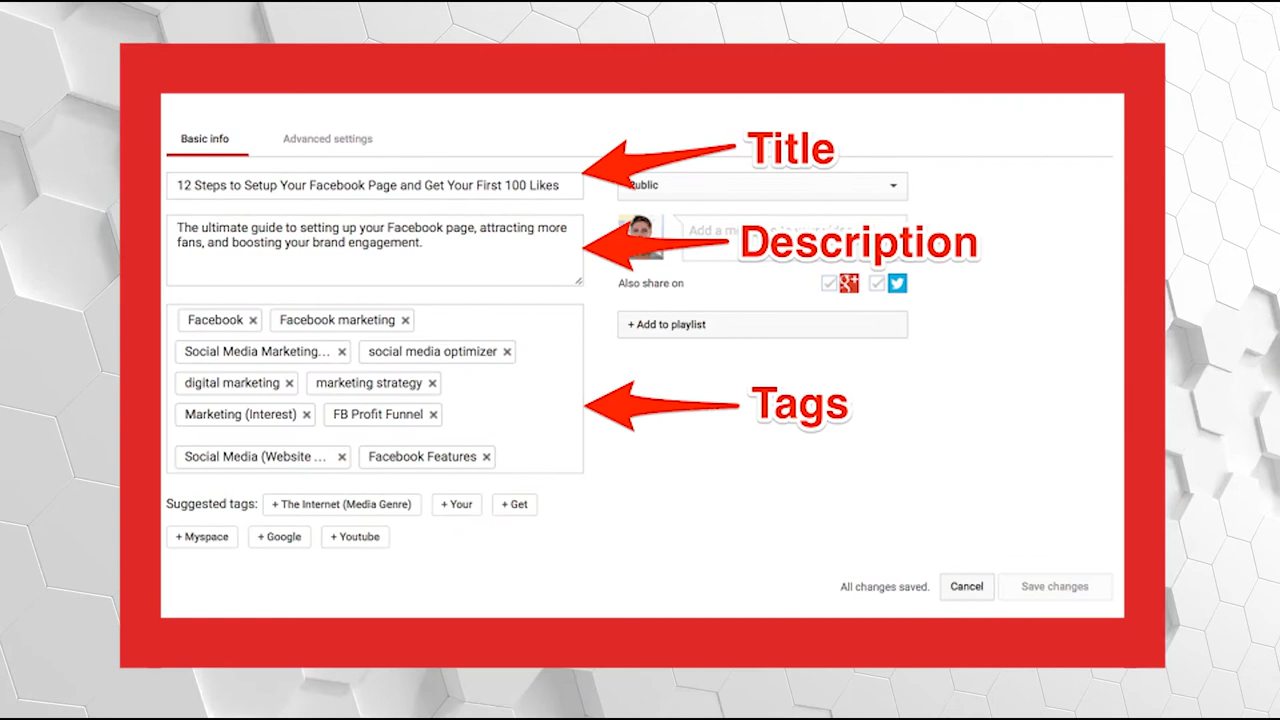 Basic info
Advanced settings
Title
12 Steps to Setup Your Facebook Page and Get Your First 100 Likes
Public
The ultimate guide to setting up your Facebook page, attracting more
fans, and boosting your brand engagement.
Add a
Description
Also share on
+ Add to playlist
Facebook ×
Facebook marketing ×
Social Media Marketing... ×
social media optimizer ×
digital marketing ×
marketing strategy ×
Marketing (Interest) ×
FB Profit Funnel ×
Tags
Social Media (Website ... ×
Facebook Features ×
Suggested tags:
+ The Internet (Media Genre)
+ Your
+ Get
+ Myspace
+ Google
+ Youtube
All changes saved.
Cancel
Save changes